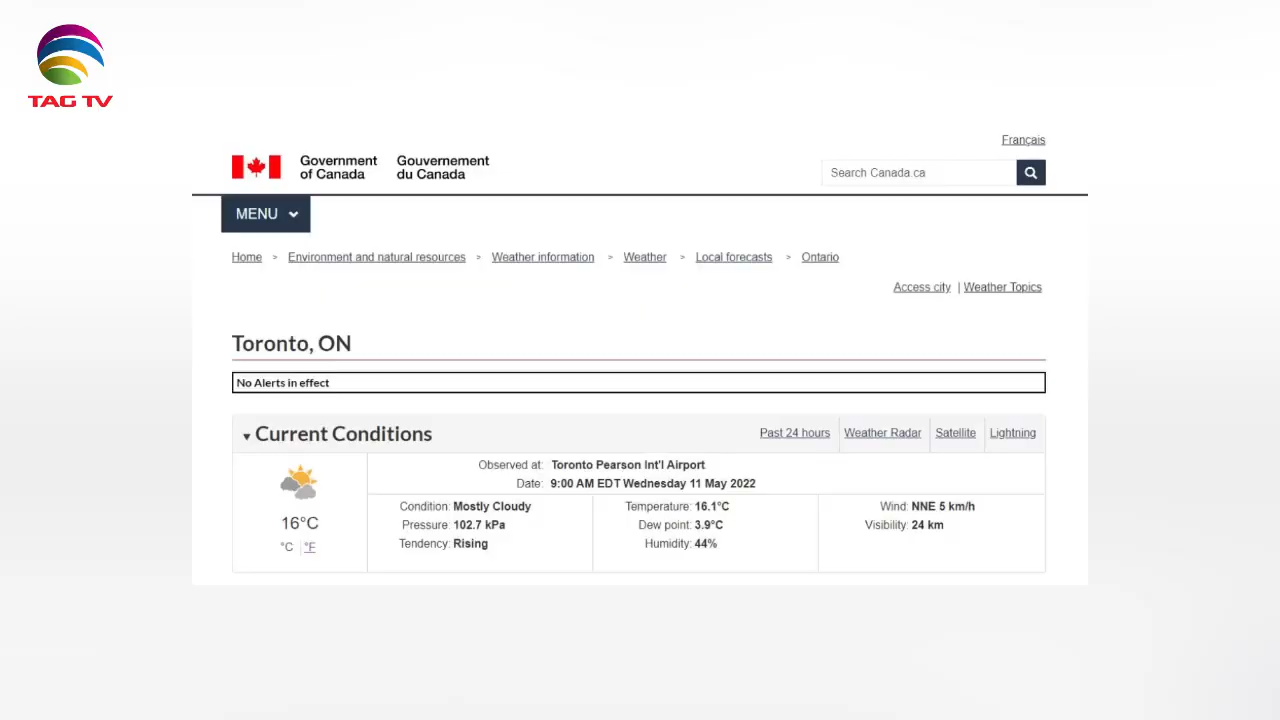 TAG TV
Français
Government of Canada
Gouvernement du Canada
Search Canada.ca
MENU
Home > Environment and natural resources > Weather information > Weather > Local forecasts > Ontario
Access city | Weather Topics
Toronto, ON
No Alerts in effect
Current Conditions
Past 24 hours Weather Radar Satellite Lightning
Observed at: Toronto Pearson Int'l Airport
Date: 9:00 AM EDT Wednesday 11 May 2022
16°C
°C °F
Condition: Mostly Cloudy
Pressure: 102.7 kPa
Tendency: Rising
Temperature: 16.1°C
Dew point: 3.9°C
Humidity: 44%
Wind: NNE 5 km/h
Visibility: 24 km